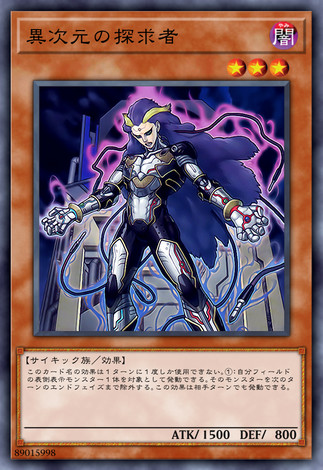 異次元の探求者
闇
やみ
【サイキック族／効果】
このカード名の効果は１ターンに１度しか使用できない。①：自分フィールド
の表側表示モンスター１体を対象として発動できる。そのモンスターを次のター
ンのエンドフェイズまで除外する。この効果は相手ターンでも発動できる。
ATK/ 1500 DEF/ 800
89015998